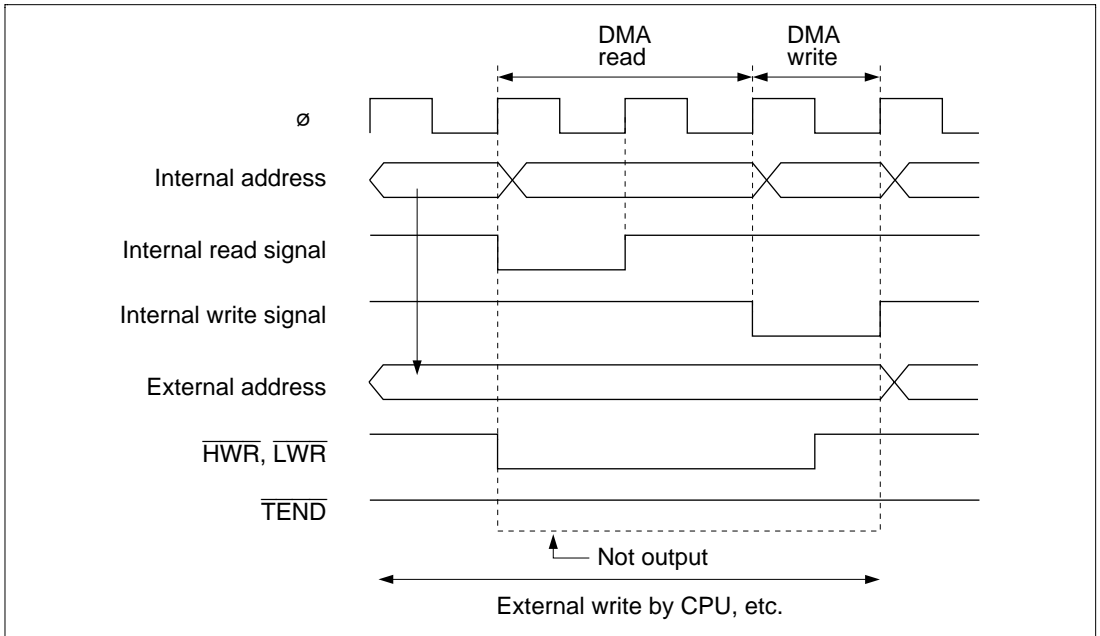 DMA read
DMA write
ø
Internal address
Internal read signal
Internal write signal
External address
HWR, LWR
TEND
Not output
External write by CPU, etc.